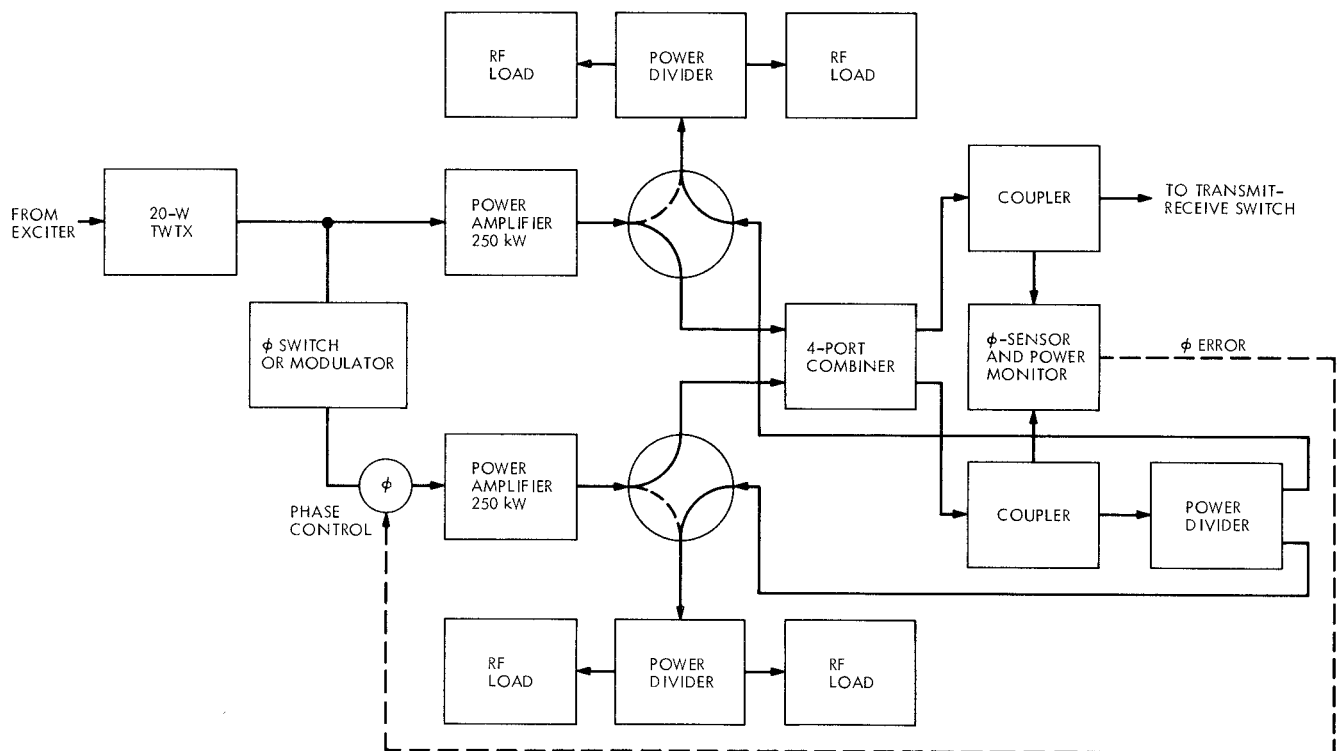 RF
LOAD
POWER
DIVIDER
RF
LOAD
FROM
EXCITER
20-W
TWTX
POWER
AMPLIFIER
250 kW
COUPLER
TO TRANSMIT-
RECEIVE SWITCH
ϕ SWITCH
OR MODULATOR
4-PORT
COMBINER
ϕ-SENSOR
AND POWER
MONITOR
ϕ ERROR
PHASE
CONTROL
ϕ
POWER
AMPLIFIER
250 kW
COUPLER
POWER
DIVIDER
RF
LOAD
POWER
DIVIDER
RF
LOAD